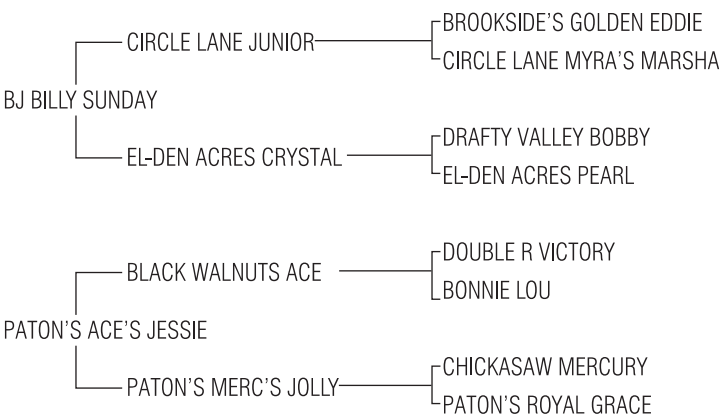 BROOKSIDE'S GOLDEN EDDIE
CIRCLE LANE JUNIOR
CIRCLE LANE MYRA'S MARSHA
BJ BILLY SUNDAY
DRAFTY VALLEY BOBBY
EL-DEN ACRES CRYSTAL
EL-DEN ACRES PEARL
DOUBLE R VICTORY
BLACK WALNUTS ACE
BONNIE LOU
PATON'S ACE'S JESSIE
CHICKASAW MERCURY
PATON'S MERC'S JOLLY
PATON'S ROYAL GRACE